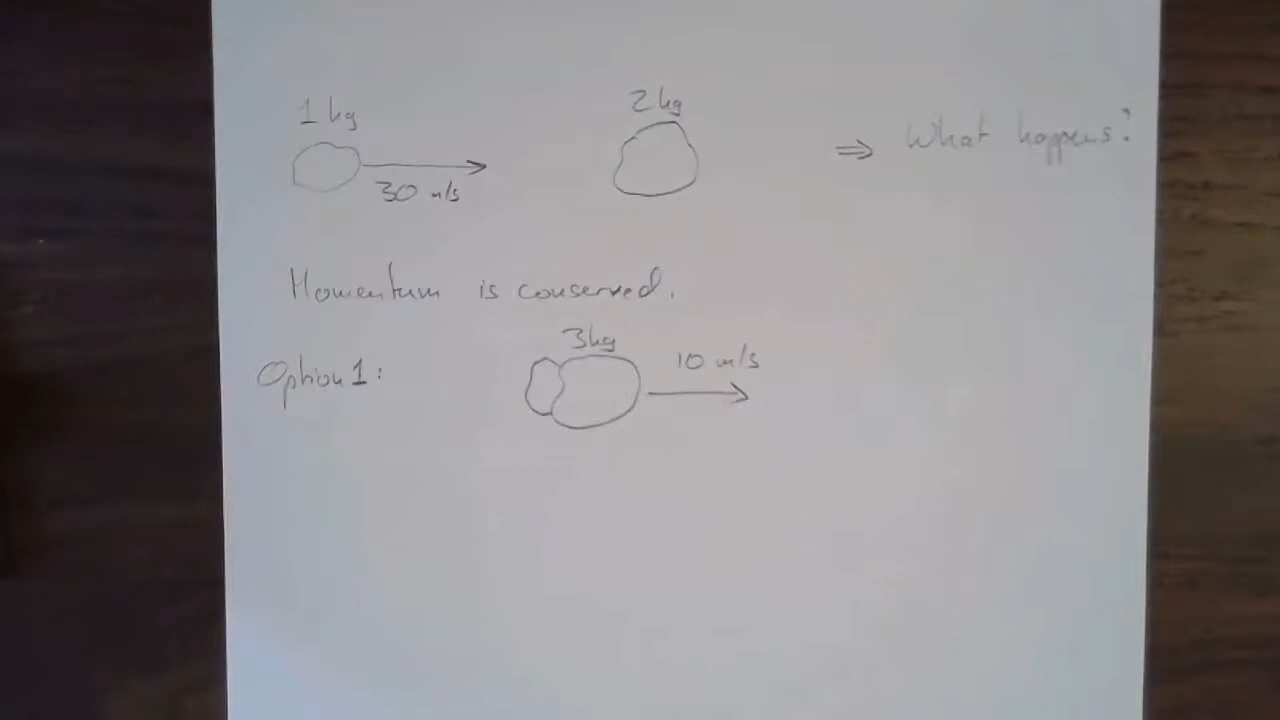 1 kg 2 kg
30 m/s ⇒ What happens?
Momentum is conserved.
3kg
Option 1: 10 m/s